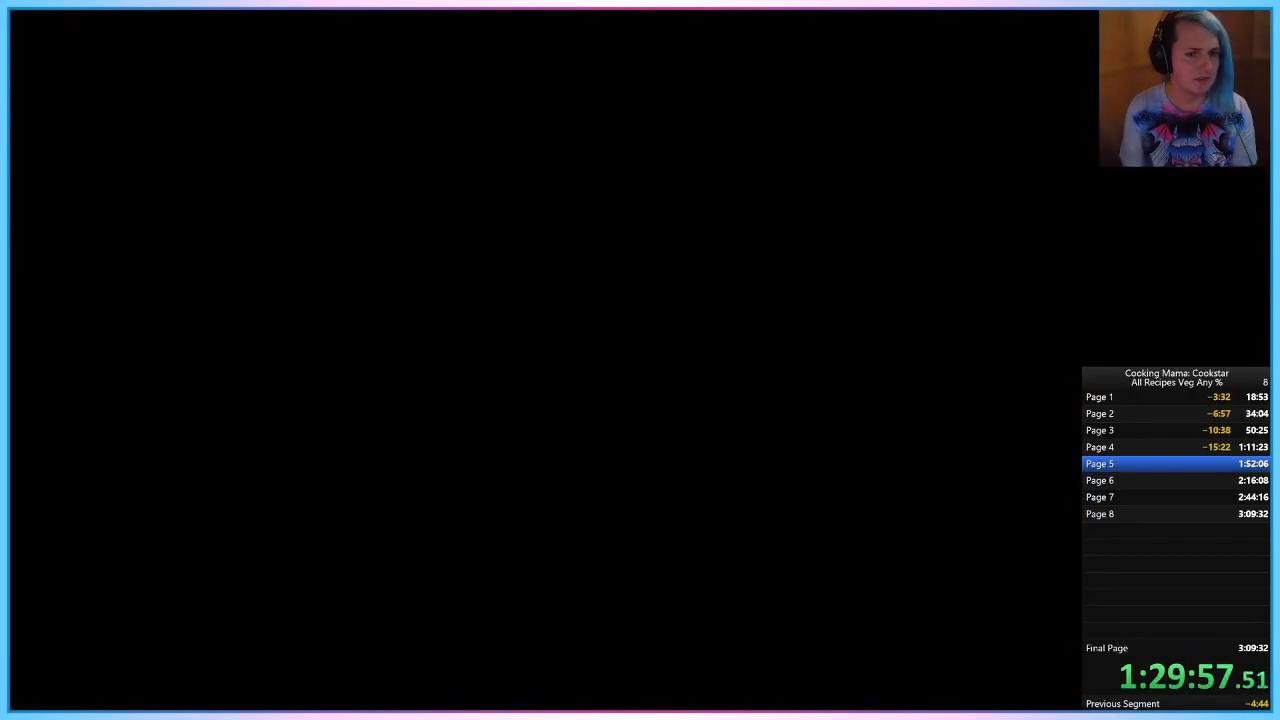 Cooking Mama: Cookstar
All Recipes Veg Any % 8
Page 1 −3:32 18:53
Page 2 −6:57 34:04
Page 3 −10:38 50:25
Page 4 −15:22 1:11:23
Page 5 1:52:06
Page 6 2:16:08
Page 7 2:44:16
Page 8 3:09:32
Final Page 3:09:32
1:29:57.51
Previous Segment −4:44